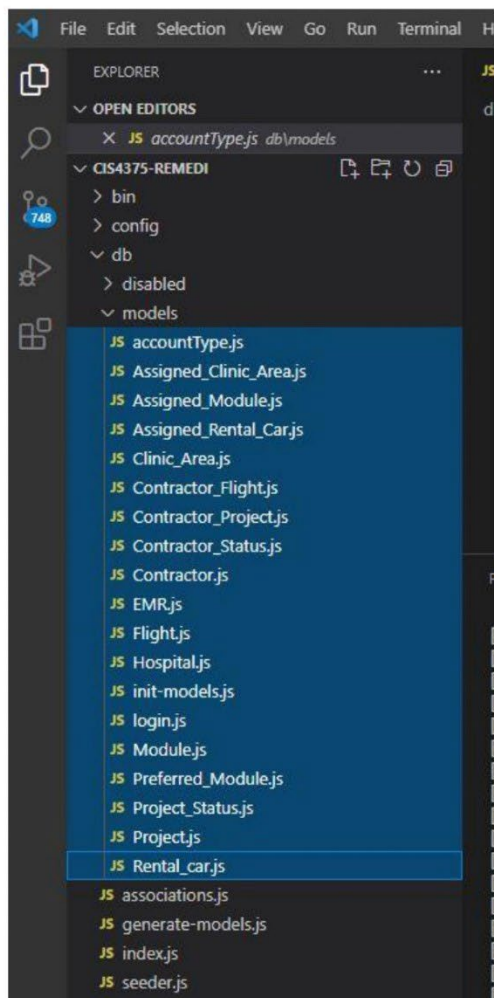 File Edit Selection View Go Run Terminal H
EXPLORER ... JS
OPEN EDITORS d
JS accountType.js db\models
CIS4375-REMEDI
bin
748
config
db
disabled
models
JS accountType.js
JS Assigned_Clinic_Area.js
JS Assigned_Module.js
JS Assigned_Rental_Car.js
JS Clinic_Area.js
JS Contractor_Flight.js
JS Contractor_Project.js
JS Contractor_Status.js
JS Contractor.js
JS EMR.js
JS Flight.js
JS Hospital.js
JS init-models.js
JS login.js
JS Module.js
JS Preferred_Module.js
JS Project_Status.js
JS Project.js
JS Rental_car.js
JS associations.js
JS generate-models.js
JS index.js
JS seeder.js